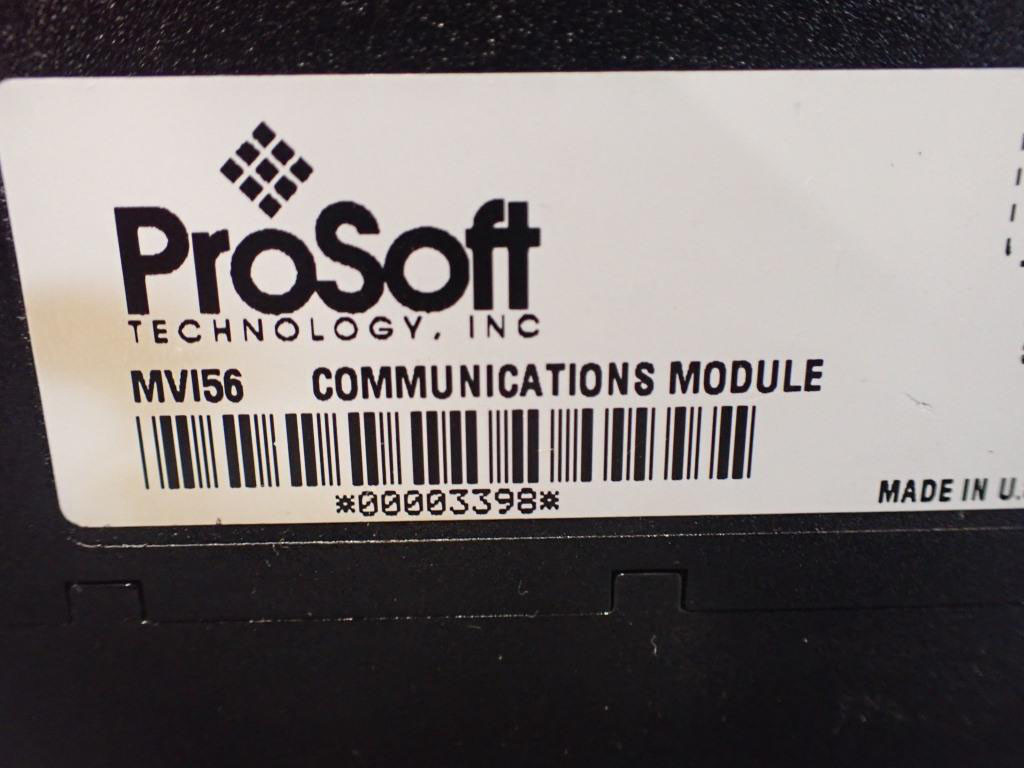 ProSoft
TECHNOLOGY, INC
MVI56 COMMUNICATIONS MODULE
*00003398*
MADE IN U.